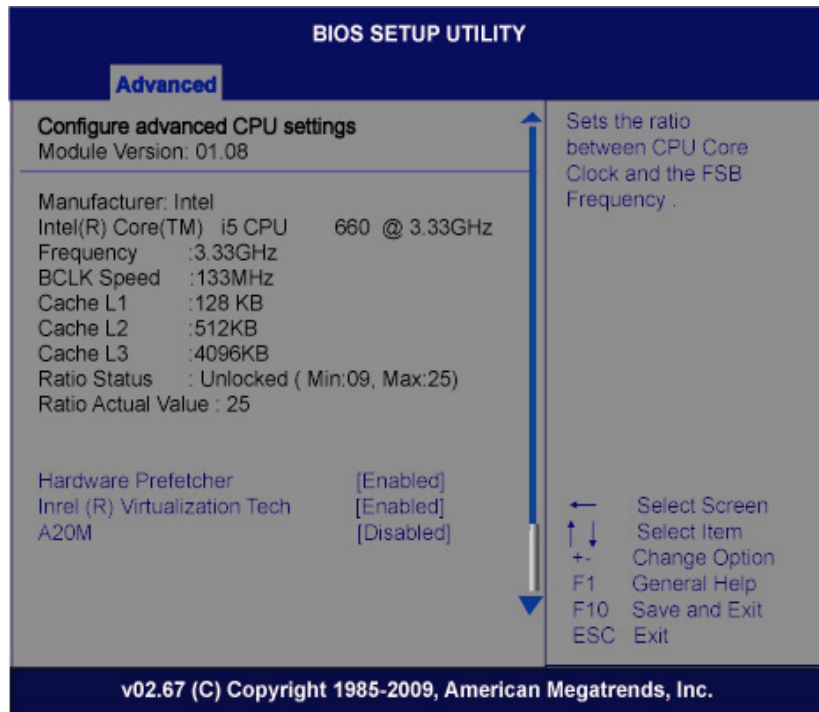 BIOS SETUP UTILITY
Advanced
Configure advanced CPU settings
Module Version: 01.08
Manufacturer: Intel
Intel(R) Core(TM) i5 CPU 660 @ 3.33GHz
Frequency :3.33GHz
BCLK Speed :133MHz
Cache L1 :128 KB
Cache L2 :512KB
Cache L3 :4096KB
Ratio Status : Unlocked ( Min:09, Max:25)
Ratio Actual Value : 25
Hardware Prefetcher [Enabled]
Inrel (R) Virtualization Tech [Enabled]
A20M [Disabled]
Sets the ratio
between CPU Core
Clock and the FSB
Frequency .
← Select Screen
↑↓ Select Item
+- Change Option
F1 General Help
F10 Save and Exit
ESC Exit
v02.67 (C) Copyright 1985-2009, American Megatrends, Inc.